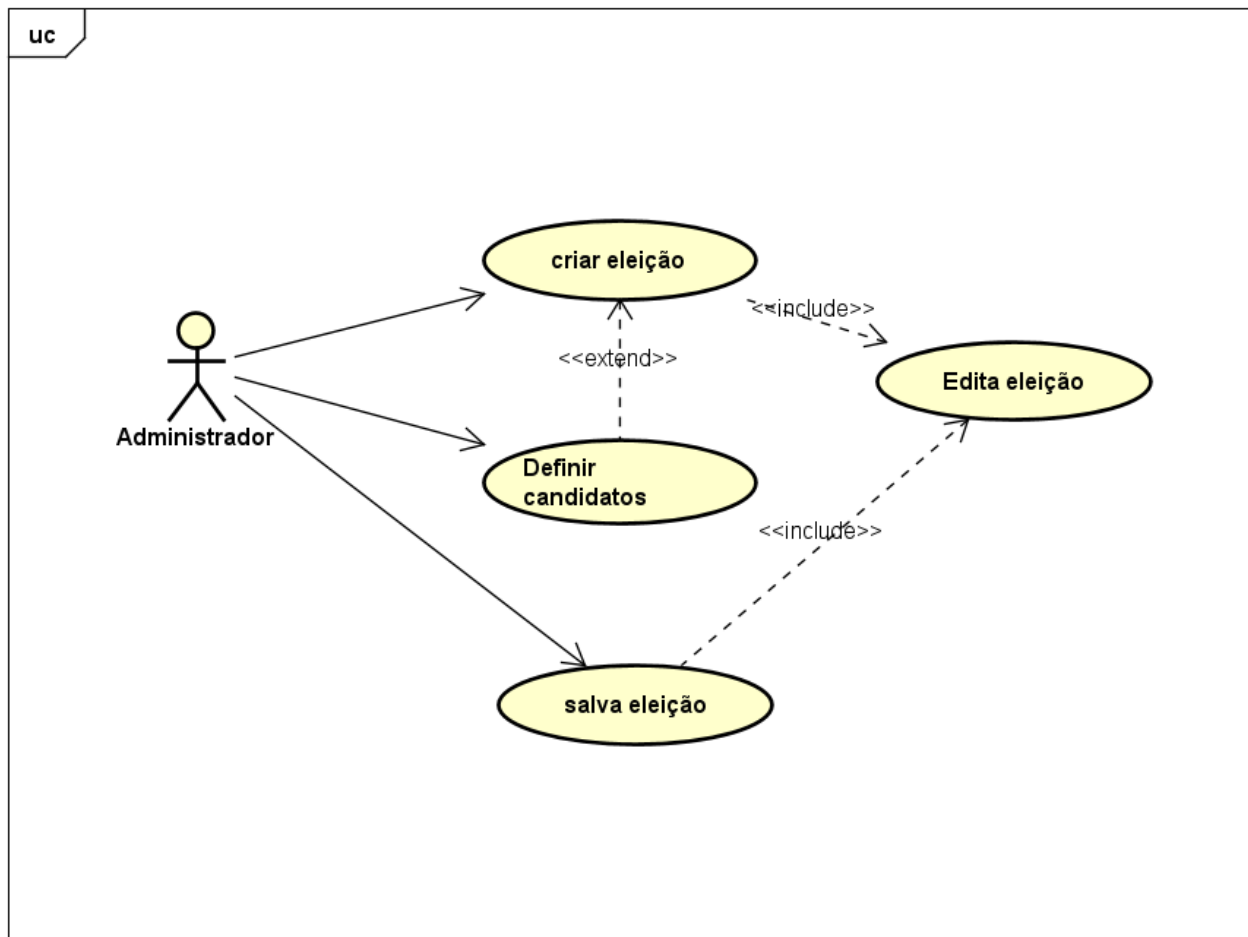 uc
criar eleição
<<include>>
<<extend>>
Edita eleição
Administrador
Definir
candidatos
<<include>>
salva eleição